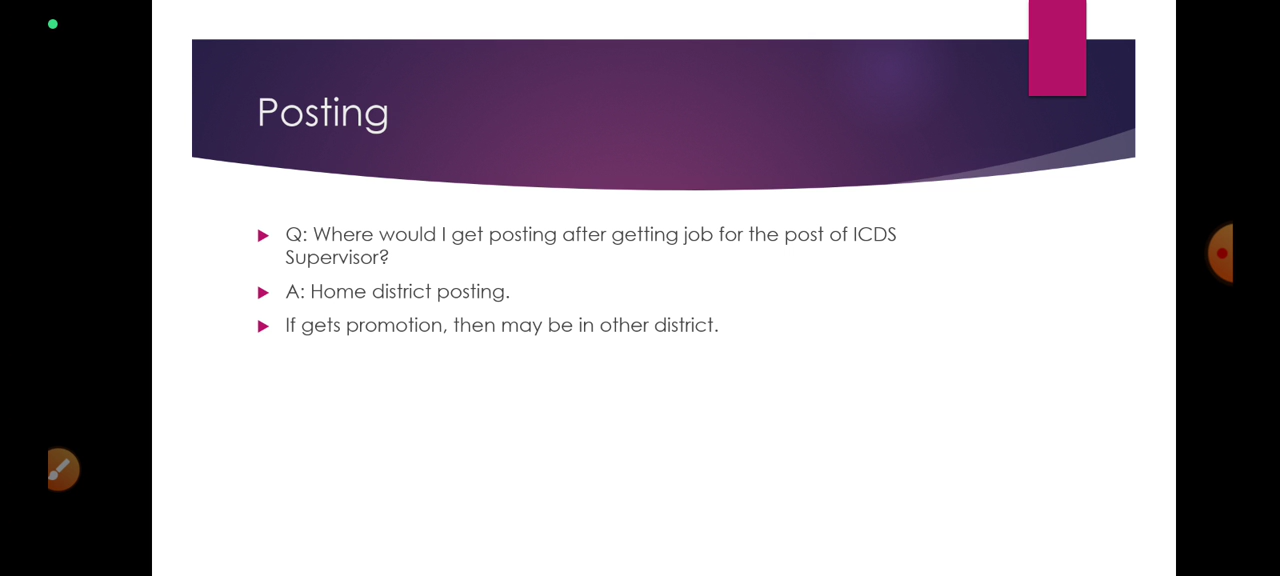 Posting
Q: Where would I get posting after getting job for the post of ICDS
Supervisor?
A: Home district posting.
If gets promotion, then may be in other district.